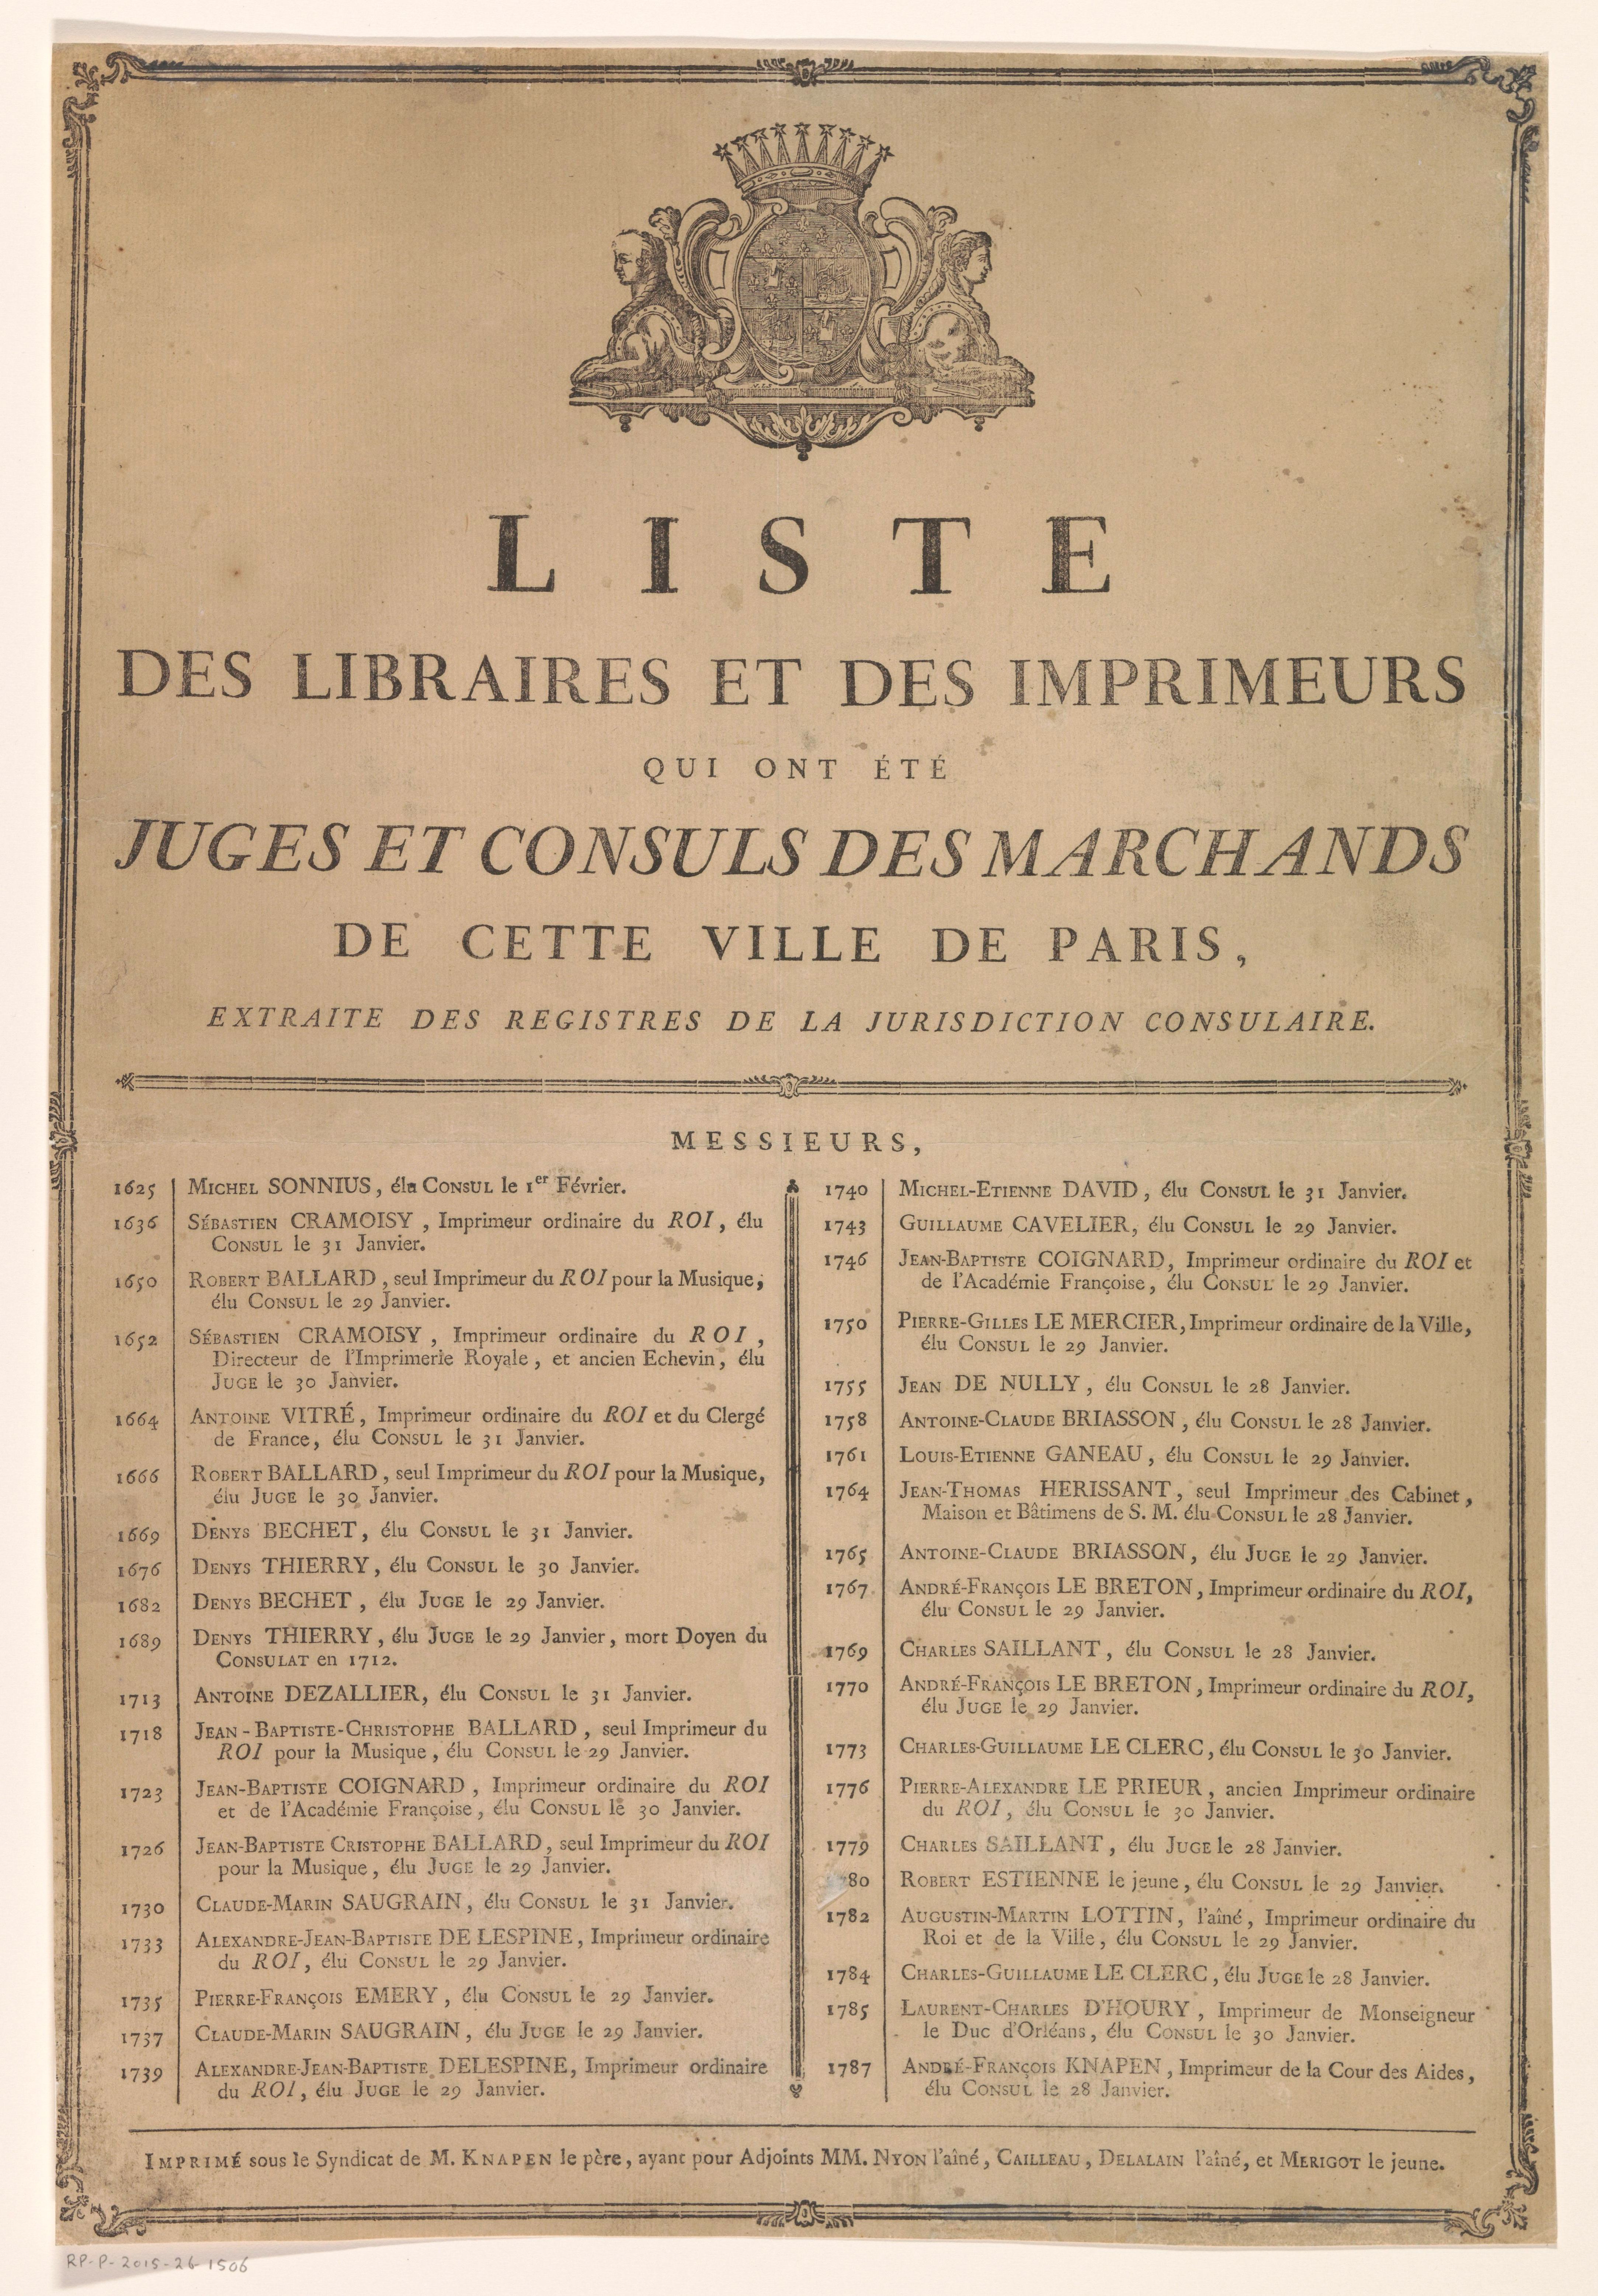 LISTE
DES LIBRAIRES ET DES IMPRIMEURS
QUI ONT ÉTÉ
JUGES ET CONSULS DES MARCHANDS
DE CETTE VILLE DE PARIS,
EXTRAITE DES REGISTRES DE LA JURISDICTION CONSULAIRE.
MESSIEURS,
1625 MICHEL SONNIUS, élu CONSUL le 1er Février.
1636 SÉBASTIEN CRAMOISY, Imprimeur ordinaire du ROI, élu
CONSUL le 31 Janvier.
1650 ROBERT BALLARD, seul Imprimeur du ROI pour la Musique,
élu CONSUL le 29 Janvier.
1652 SÉBASTIEN CRAMOISY, Imprimeur ordinaire du ROI,
Directeur de l'Imprimerie Royale, et ancien Echevin, élu
JUGE le 30 Janvier.
1664 ANTOINE VITRÉ, Imprimeur ordinaire du ROI et du Clergé
de France, élu CONSUL le 31 Janvier.
1666 ROBERT BALLARD, seul Imprimeur du ROI pour la Musique,
élu JUGE le 30 Janvier.
1669 DENYS BECHET, élu CONSUL le 31 Janvier.
1676 DENYS THIERRY, élu CONSUL le 30 Janvier.
1682 DENYS BECHET, élu JUGE le 29 Janvier.
1689 DENYS THIERRY, élu JUGE le 29 Janvier, mort Doyen du
CONSULAT en 1712.
1713 ANTOINE DEZALLIER, élu CONSUL le 31 Janvier.
1718 JEAN-BAPTISTE-CHRISTOPHE BALLARD, seul Imprimeur du
ROI pour la Musique, élu CONSUL le 29 Janvier.
1723 JEAN-BAPTISTE COIGNARD, Imprimeur ordinaire du ROI
et de l'Académie Françoise, élu CONSUL le 30 Janvier.
1726 JEAN-BAPTISTE CRISTOPHE BALLARD, seul Imprimeur du ROI
pour la Musique, élu JUGE le 29 Janvier.
1730 CLAUDE-MARIN SAUGRAIN, élu CONSUL le 31 Janvier.
1733 ALEXANDRE-JEAN-BAPTISTE DE LESPINE, Imprimeur ordinaire
du ROI, élu CONSUL le 29 Janvier.
1735 PIERRE-FRANÇOIS EMERY, élu CONSUL le 29 Janvier.
1737 CLAUDE-MARIN SAUGRAIN, élu JUGE le 29 Janvier.
1739 ALEXANDRE-JEAN-BAPTISTE DELESPINE, Imprimeur ordinaire
du ROI, élu JUGE le 29 Janvier.
1740 MICHEL-ETIENNE DAVID, élu CONSUL le 31 Janvier.
1743 GUILLAUME CAVELIER, élu CONSUL le 29 Janvier.
1746 JEAN-BAPTISTE COIGNARD, Imprimeur ordinaire du ROI et
de l'Académie Françoise, élu CONSUL le 29 Janvier.
1750 PIERRE-GILLES LE MERCIER, Imprimeur ordinaire de la Ville,
élu CONSUL le 29 Janvier.
1755 JEAN DE NULLY, élu CONSUL le 28 Janvier.
1758 ANTOINE-CLAUDE BRIASSON, élu CONSUL le 28 Janvier.
1761 LOUIS-ETIENNE GANEAU, élu CONSUL le 29 Janvier.
1764 JEAN-THOMAS HERISSANT, seul Imprimeur des Cabinet,
Maison et Bâtimens de S. M. élu CONSUL le 28 Janvier.
1765 ANTOINE-CLAUDE BRIASSON, élu JUGE le 29 Janvier.
1767 ANDRÉ-FRANÇOIS LE BRETON, Imprimeur ordinaire du ROI,
élu CONSUL le 29 Janvier.
1769 CHARLES SAILLANT, élu CONSUL le 28 Janvier.
1770 ANDRÉ-FRANÇOIS LE BRETON, Imprimeur ordinaire du ROI,
élu JUGE le 29 Janvier.
1773 CHARLES-GUILLAUME LE CLERC, élu CONSUL le 30 Janvier.
1776 PIERRE-ALEXANDRE LE PRIEUR, ancien Imprimeur ordinaire
du ROI, élu CONSUL le 30 Janvier.
1779 CHARLES SAILLANT, élu JUGE le 28 Janvier.
780 ROBERT ESTIENNE le jeune, élu CONSUL le 29 Janvier.
1782 AUGUSTIN-MARTIN LOTTIN, l'aîné, Imprimeur ordinaire du
Roi et de la Ville, élu CONSUL le 29 Janvier.
1784 CHARLES-GUILLAUME LE CLERC, élu JUGE le 28 Janvier.
1785 LAURENT-CHARLES D'HOURY, Imprimeur de Monseigneur
le Duc d'Orléans, élu CONSUL le 30 Janvier.
1787 ANDRÉ-FRANÇOIS KNAPEN, Imprimeur de la Cour des Aides,
élu CONSUL le 28 Janvier.
IMPRIMÉ sous le Syndicat de M. KNAPEN le père, ayant pour Adjoints MM. NYON l'aîné, CAILLEAU, DELALAIN l'aîné, et MERIGOT le jeune.
RP-P-2015-26-1506